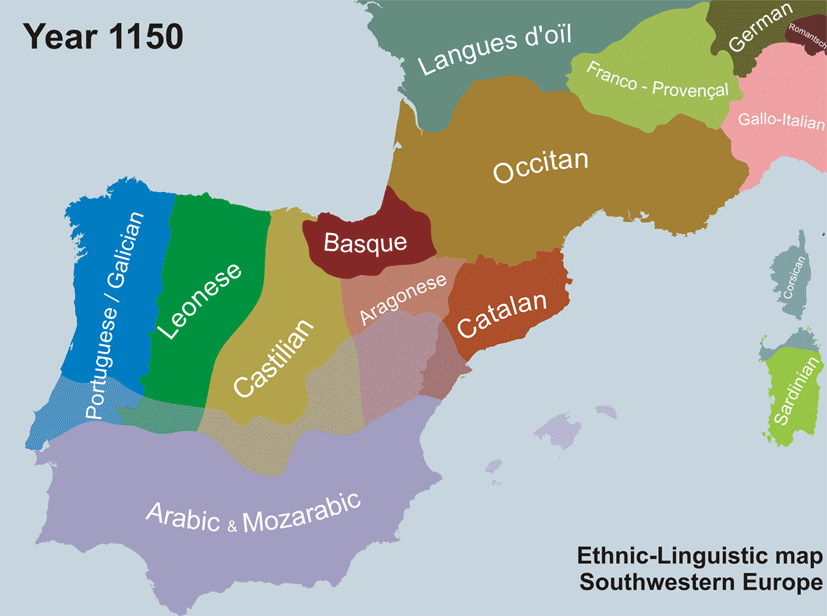 Year 1150
Langues d'oïl
German
Romantsch
Franco - Provençal
Gallo-Italian
Occitan
Basque
Portuguese / Galician
Leonese
Castilian
Aragonese
Catalan
Corsican
Sardinian
Arabic & Mozarabic
Ethnic-Linguistic map
Southwestern Europe